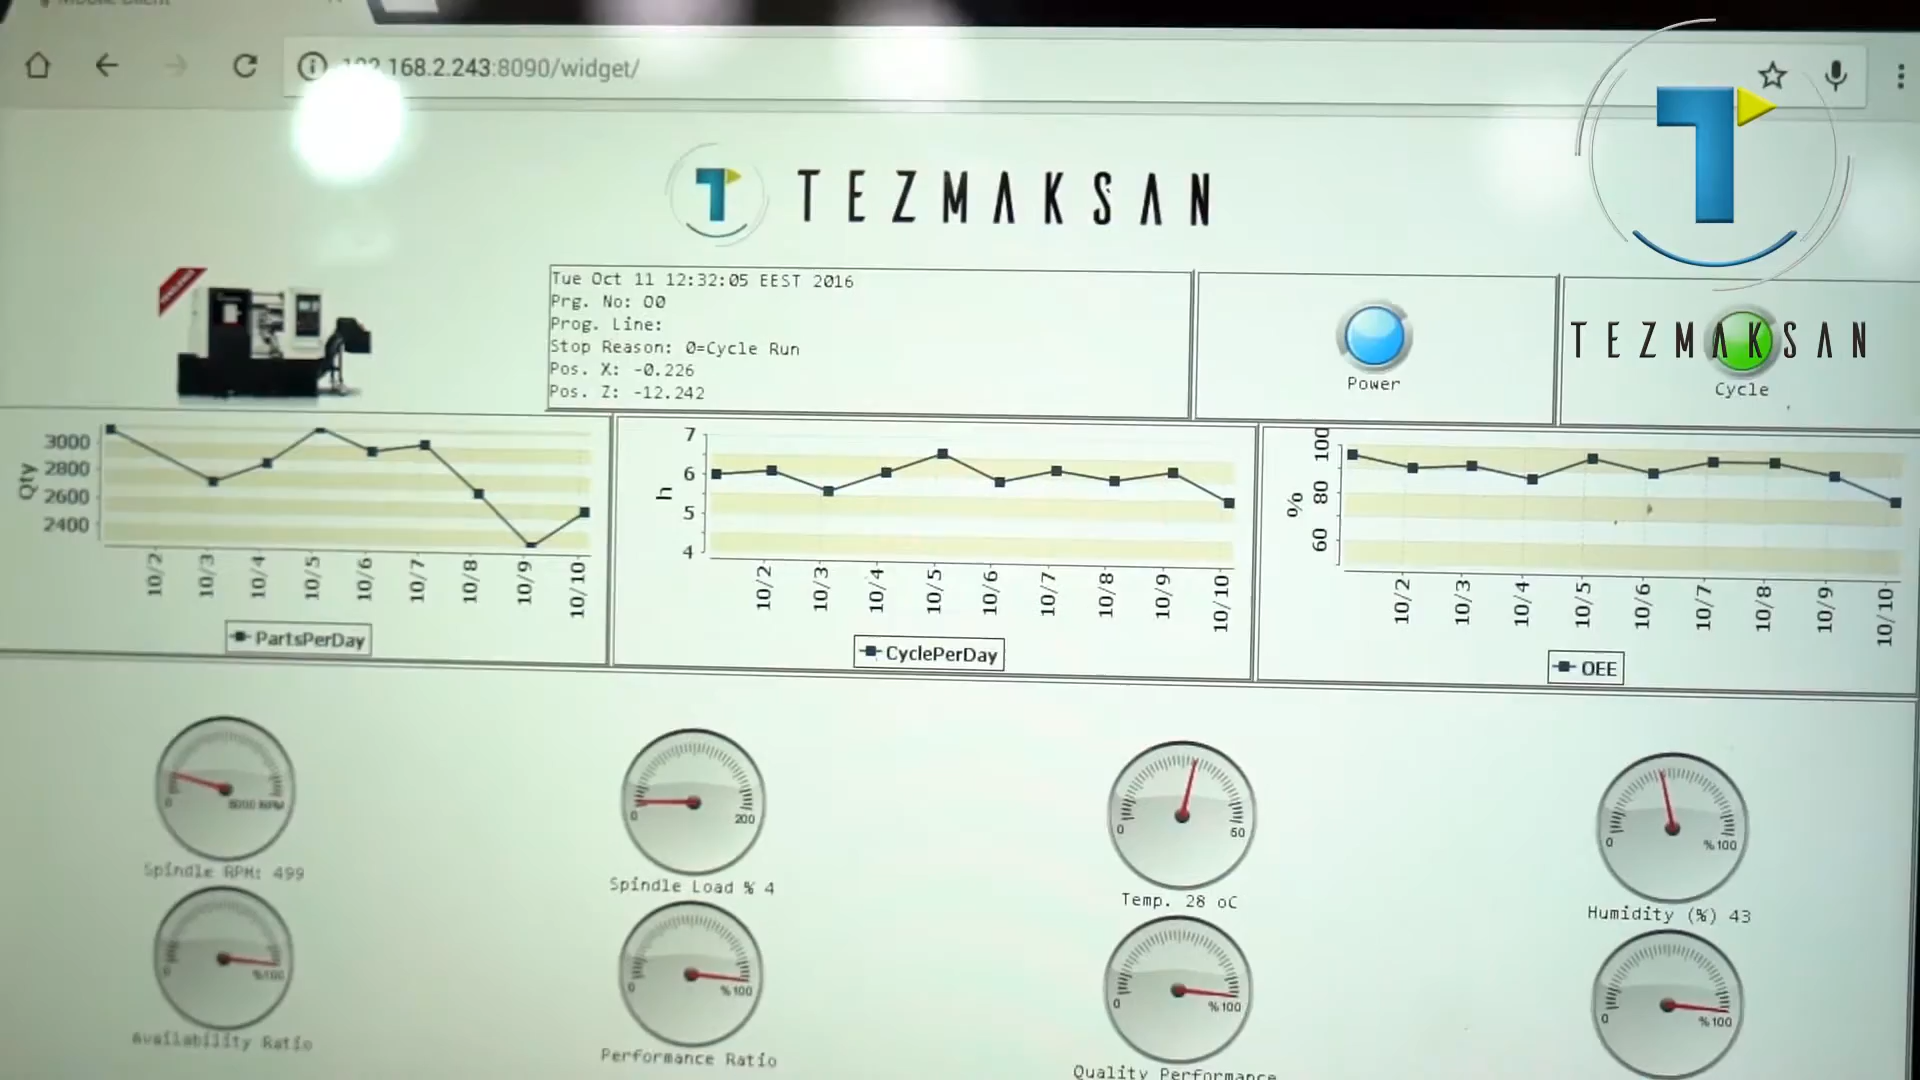 168.2.243:8090/widget/
TEZMAKSAN
Tue Oct 11 12:32:05 EEST 2016
Prg. No: O0
Prog. Line:
Stop Reason: 0=Cycle Run
Pos. X: -0.226
Pos. Z: -12.242
Power
TEZMAKSAN
Cycle
Qty
3000
2800
2600
2400
10/2 10/3 10/4 10/5 10/6 10/7 10/8 10/9 10/10
PartsPerDay
h
7
6
5
4
10/2 10/3 10/4 10/5 10/6 10/7 10/8 10/9 10/10
CyclePerDay
%
100
80
60
10/2 10/3 10/4 10/5 10/6 10/7 10/8 10/9 10/10
OEE
0 RPM
Spindle RPM: 499
0 200
Spindle Load % 4
0 50
Temp. 28 oC
0 %100
Humidity (%) 43
0 %100
Availability Ratio
0 %100
Performance Ratio
0 %100
Quality Performance
0 %100